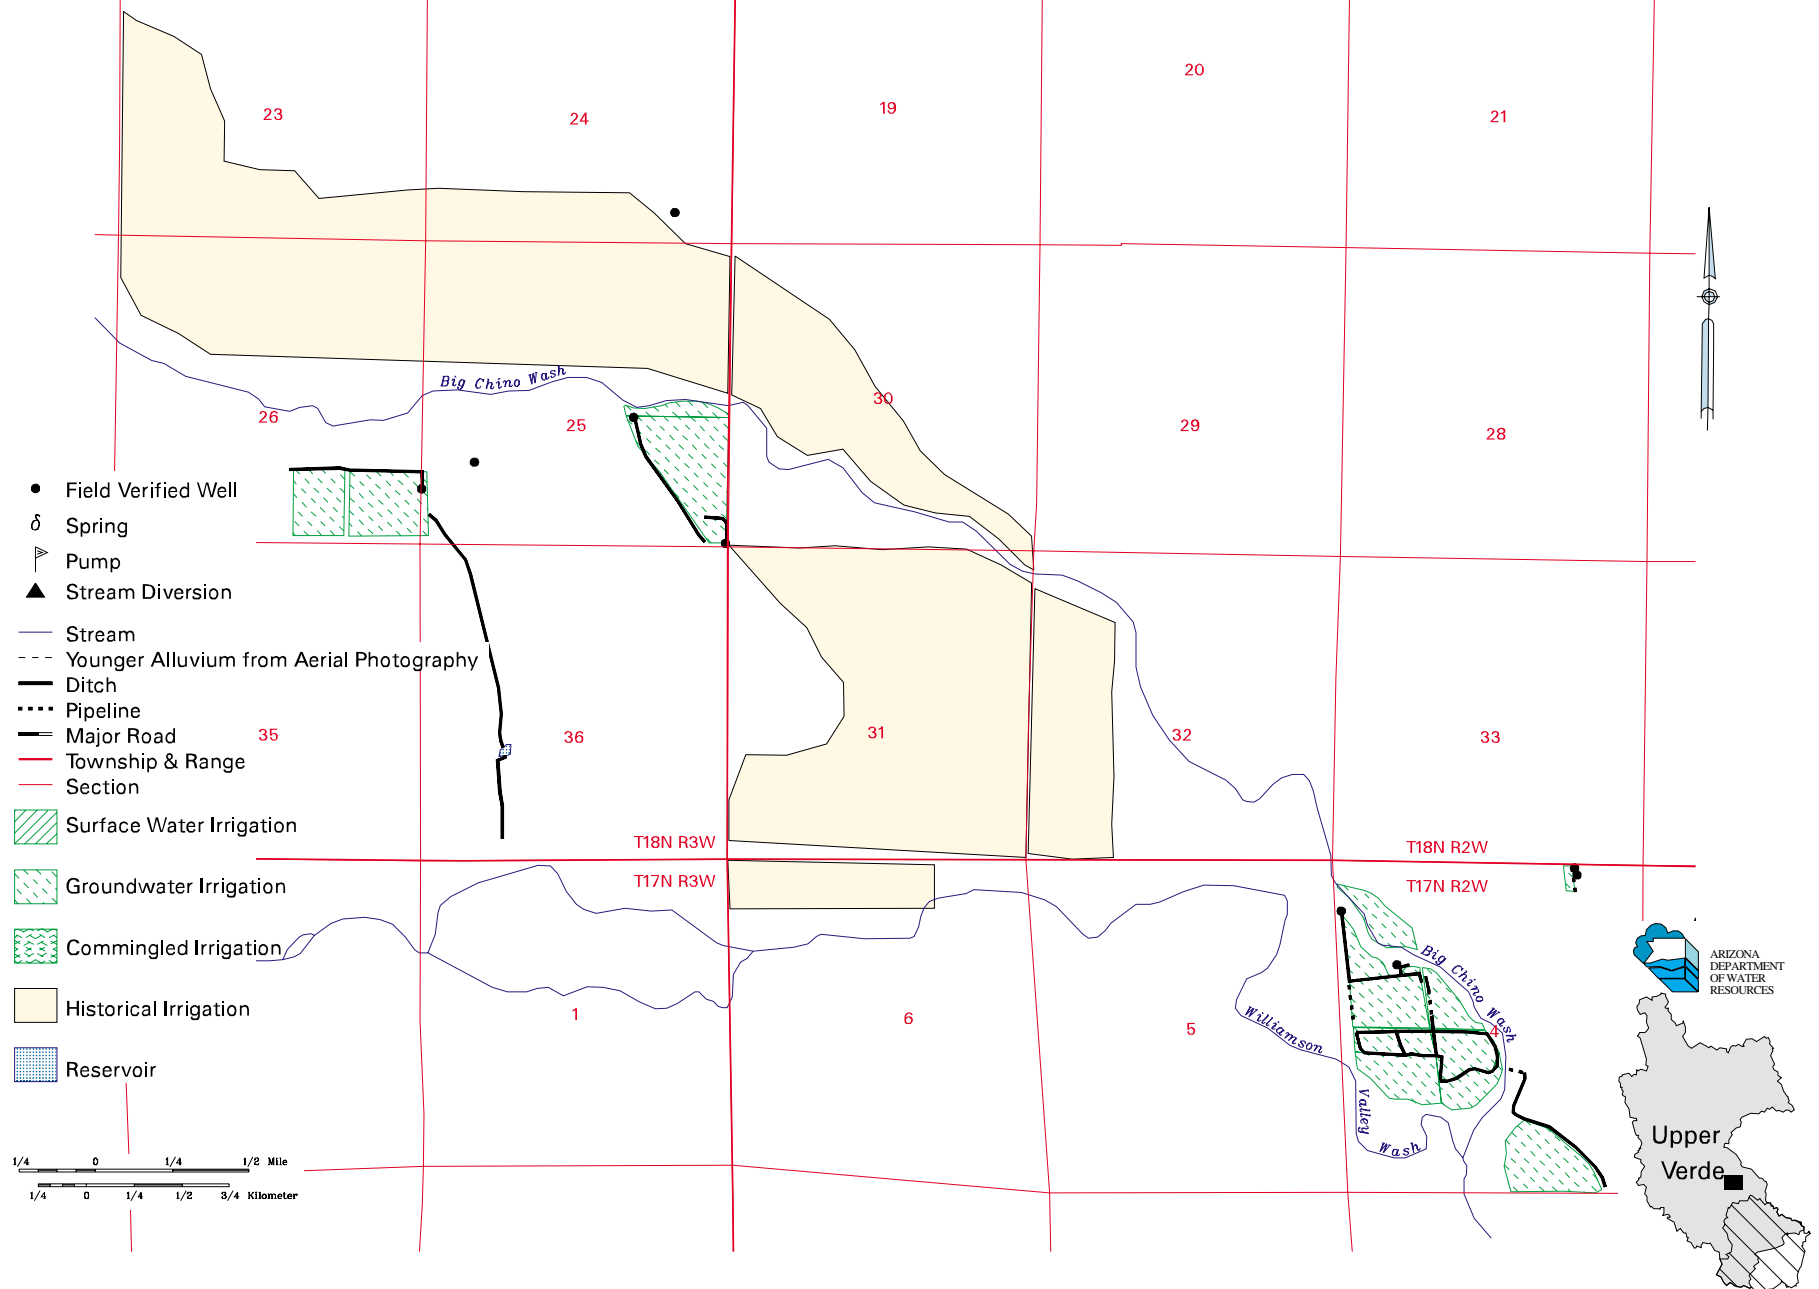 20
23
24
19
21
Big Chino Wash
30
26
25
29
28
Field Verified Well
Spring
Pump
Stream Diversion
Stream
Younger Alluvium from Aerial Photography
Ditch
Pipeline
Major Road
Township & Range
Section
Surface Water Irrigation
Groundwater Irrigation
Commingled Irrigation
Historical Irrigation
Reservoir
35
36
31
32
33
T18N R3W
T18N R2W
T17N R3W
T17N R2W
Big Chino Wash
1
6
5
4
Williamson
Valley
Wash
ARIZONA
DEPARTMENT
OF WATER
RESOURCES
Upper
Verde
1/4 0 1/4 1/2 Mile
1/4 0 1/4 1/2 3/4 Kilometer